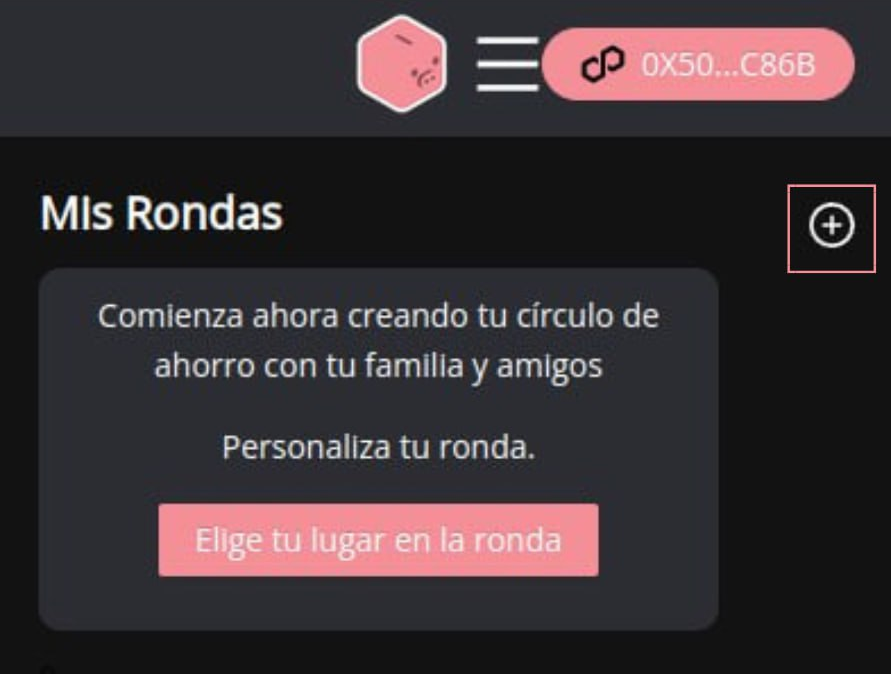 0X50...C86B
MIs Rondas
Comienza ahora creando tu círculo de
ahorro con tu familia y amigos
Personaliza tu ronda.
Elige tu lugar en la ronda